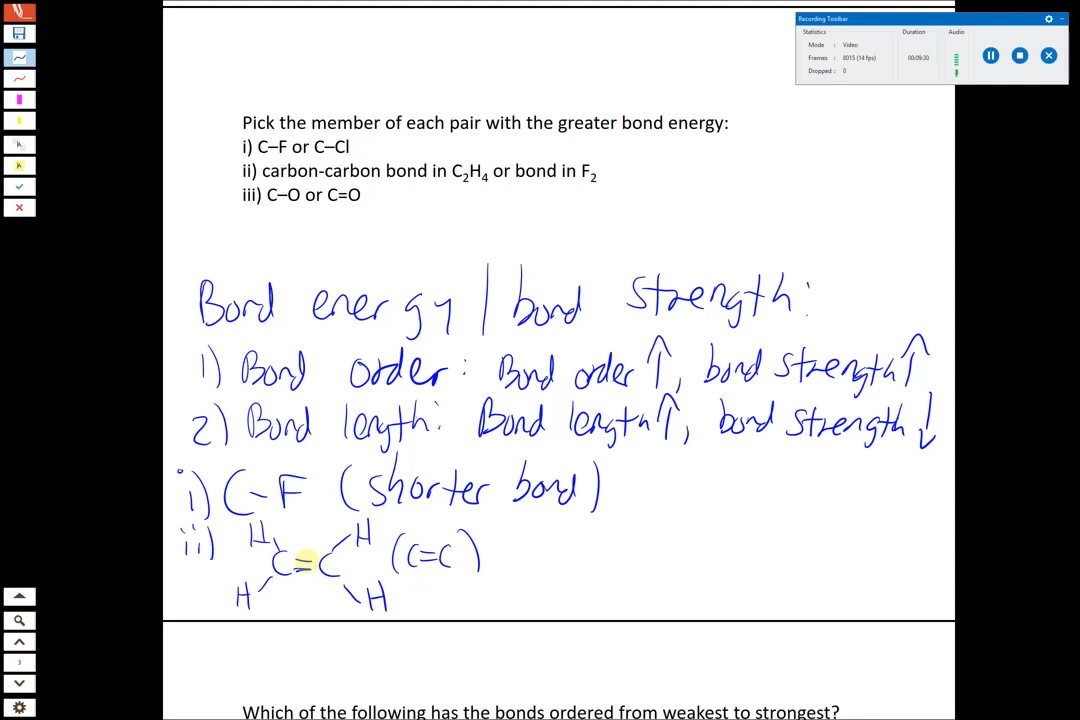 Recording Toolbar
Statistics
Duration
Audio
Mode : Video
Frames : 8015 (14 fps)
00:09:30
Dropped : 0
Pick the member of each pair with the greater bond energy:
i) C–F or C–Cl
ii) carbon-carbon bond in C₂H₄ or bond in F₂
iii) C–O or C=O
Bond energy / bond strength:
1) Bond order: Bond order ↑, bond strength ↑
2) Bond length: Bond length ↑, bond strength ↓
i) C–F (shorter bond)
ii) H H
C=C (C=C)
H H
3
Which of the following has the bonds ordered from weakest to strongest?